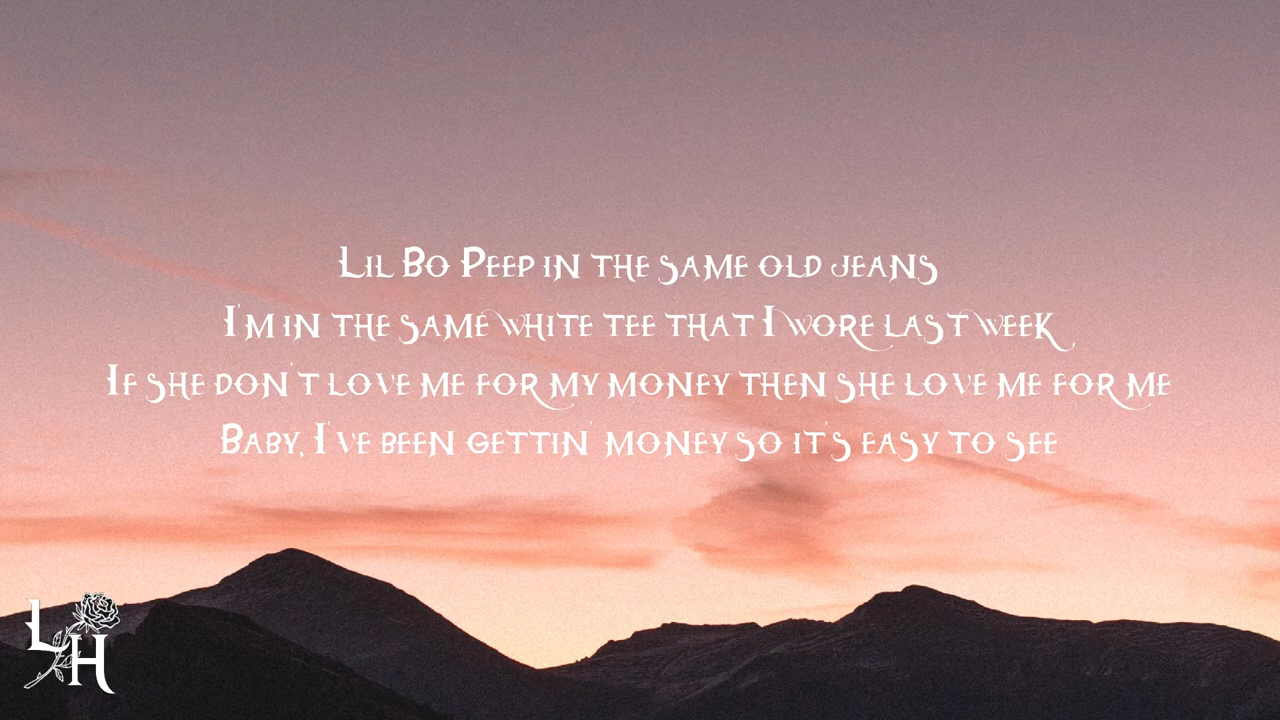 Lil Bo Peep in the same old jeans
I'm in the same white tee that I wore last week
If she don't love me for my money then she love me for me
Baby, I've been gettin' money so it's easy to see
LH